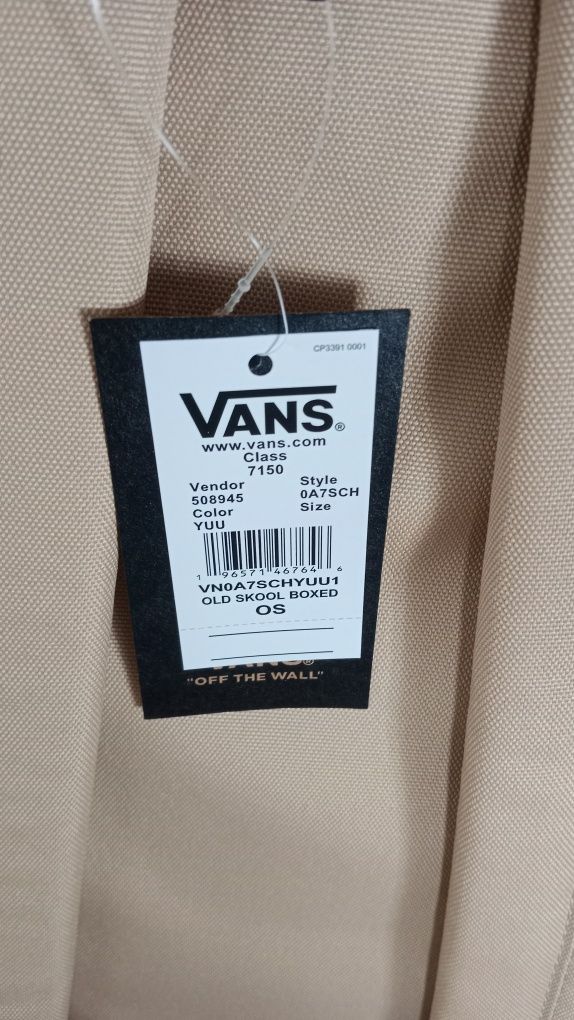 CP3391 0001
VANS®
www.vans.com
Class
7150
Vendor Style
508945 0A7SCH
Color Size
YUU
1 96571 46764 6
VN0A7SCHYUU1
OLD SKOOL BOXED
OS
VANS®
"OFF THE WALL"